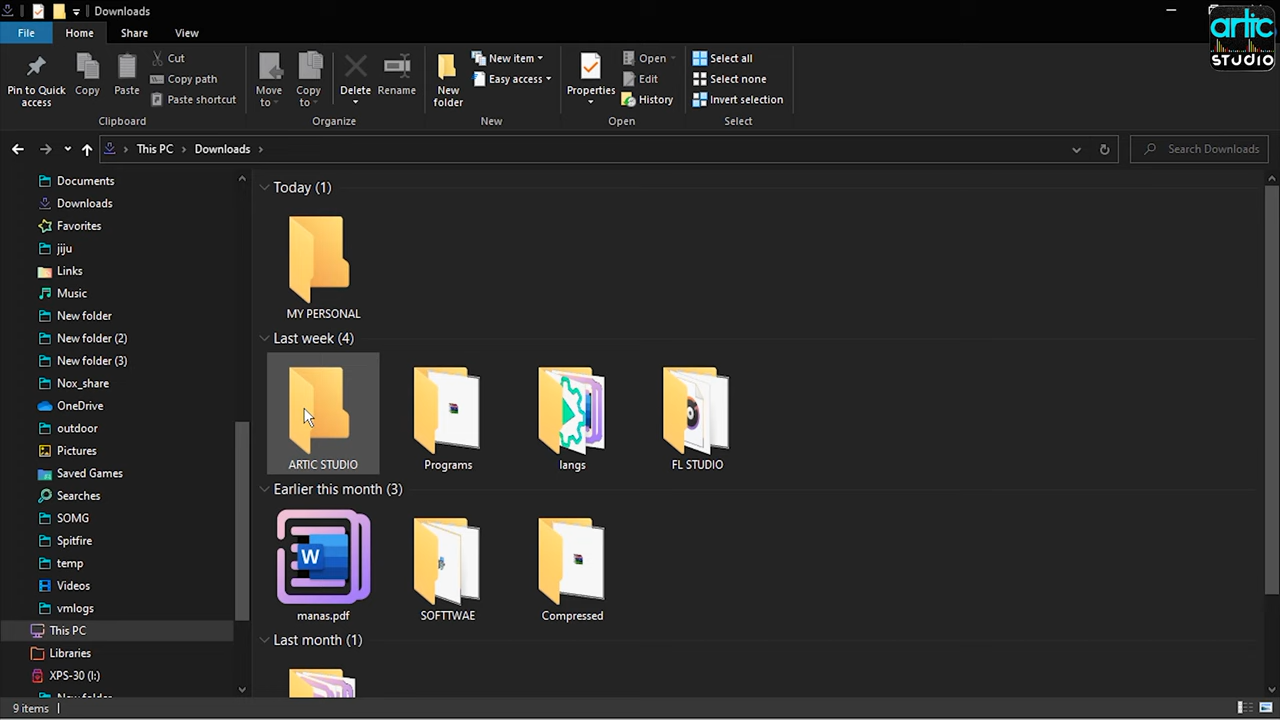 Downloads
artic
STUDIO
File
Home
Share
View
Pin to Quick
access
Copy
Paste
Cut
Copy path
Paste shortcut
Clipboard
Move
to
Copy
to
Delete
Rename
Organize
New
folder
New item
Easy access
New
Properties
Open
Edit
History
Open
Select all
Select none
Invert selection
Select
This PC
Downloads
Search Downloads
Documents
Downloads
Favorites
jiju
Links
Music
New folder
New folder (2)
New folder (3)
Nox_share
OneDrive
outdoor
Pictures
Saved Games
Searches
SOMG
Spitfire
temp
Videos
vmlogs
This PC
Libraries
XPS-30 (I:)
New folder
Today (1)
MY PERSONAL
Last week (4)
ARTIC STUDIO
Programs
langs
FL STUDIO
Earlier this month (3)
W
manas.pdf
SOFTTWAE
Compressed
Last month (1)
9 items